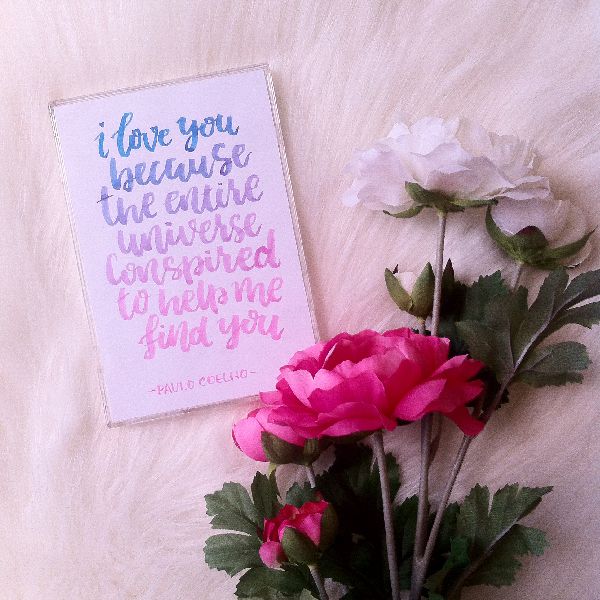 i love you
because
the entire
universe
conspired
to help me
find you
-PAULO COELHO-